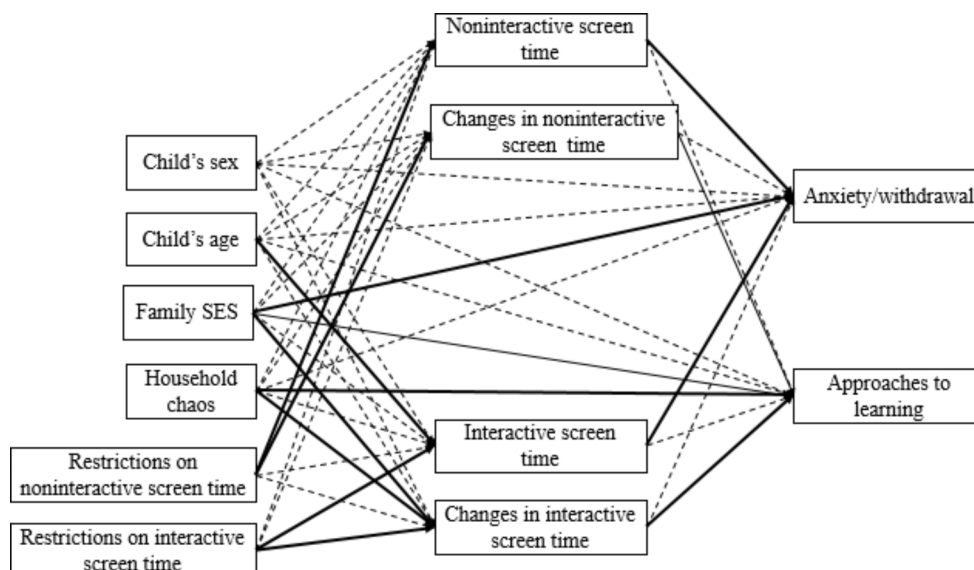 Noninteractive screen
time
Changes in noninteractive
screen time
Child's sex
Anxiety/withdrawal
Child's age
Family SES
Household
chaos
Approaches to
learning
Interactive screen
time
Restrictions on
noninteractive screen time
Changes in interactive
screen time
Restrictions on interactive
screen time